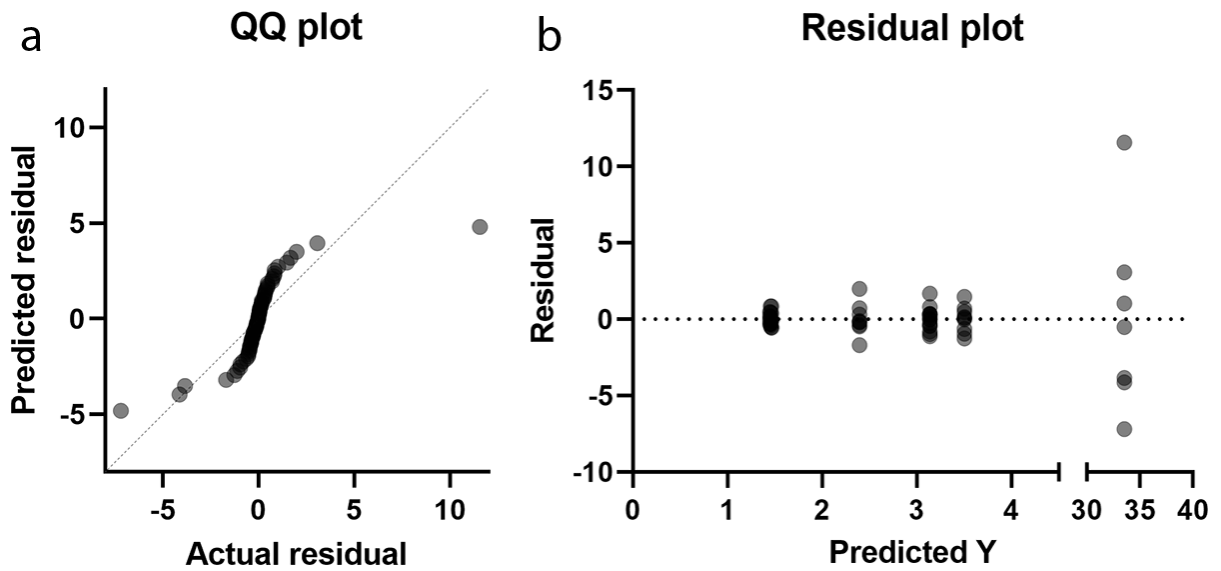 a
QQ plot
10
5
0
-5
Predicted residual
-5 0 5 10
Actual residual
b
Residual plot
15
10
5
0
-5
-10
Residual
0 1 2 3 4 30 35 40
Predicted Y